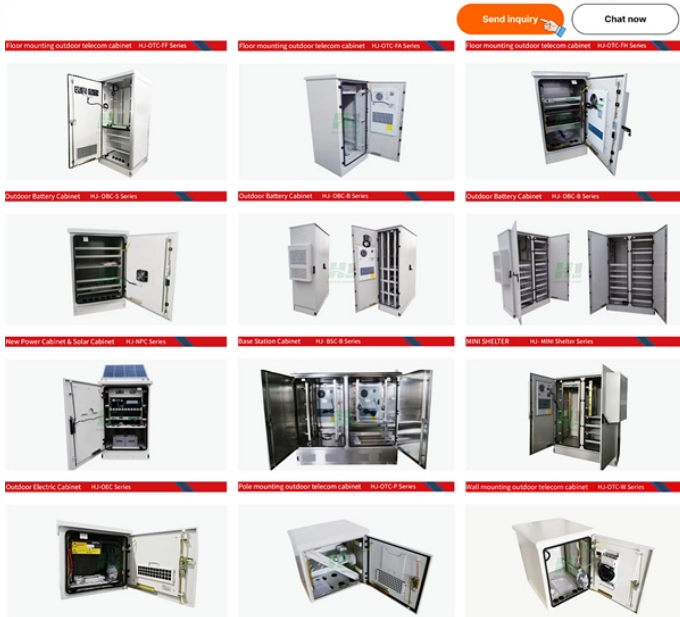 Send inquiry
Chat now
Floor mounting outdoor telecom cabinet HJ-OTC-FF Series
Floor mounting outdoor telecom cabinet HJ-OTC-FA Series
Floor mounting outdoor telecom cabinet HJ-OTC-FH Series
Outdoor Battery Cabinet HJ- OBC-S Series
Outdoor Battery Cabinet HJ- OBC-B Series
Outdoor Battery Cabinet HJ- OBC-B Series
New Power Cabinet & Solar Cabinet HJ-NPC Series
Base Station Cabinet HJ- BSC-B Series
MINI SHELTER HJ- MINI Shelter Series
Outdoor Electric Cabinet HJ-OEC Series
Pole mounting outdoor telecom cabinet HJ-OTC-P Series
Wall mounting outdoor telecom cabinet HJ-OTC-W Series